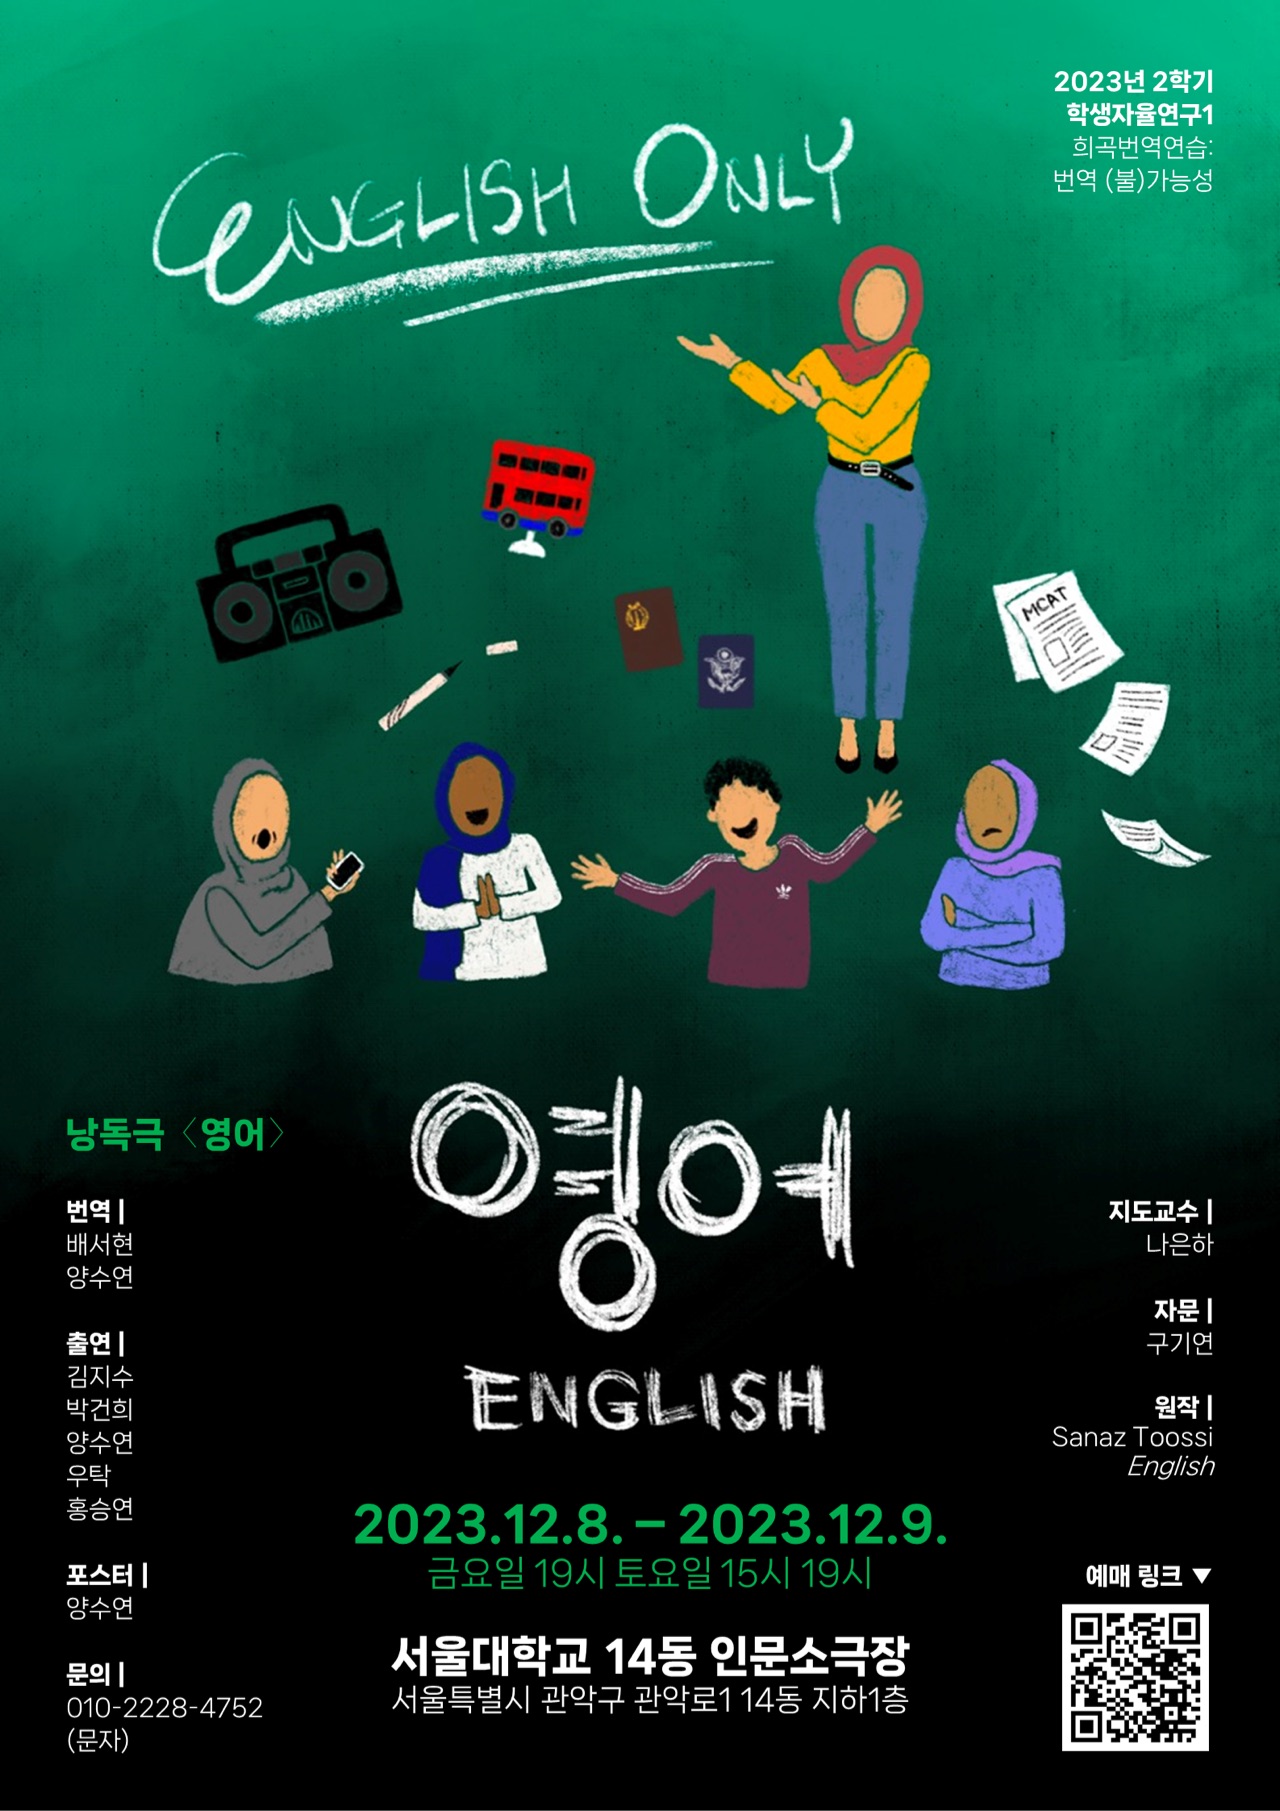 2023년 2학기
학생자율연구1
희곡번역연습:
번역 (불)가능성
ENGLISH ONLY
MCAT
영어
ENGLISH
낭독극 〈영어〉
번역 |
배서현
양수연
출연 |
김지수
박건희
양수연
우탁
홍승연
포스터 |
양수연
문의 |
010-2228-4752
(문자)
2023.12.8. – 2023.12.9.
금요일 19시 토요일 15시 19시
서울대학교 14동 인문소극장
서울특별시 관악구 관악로1 14동 지하1층
지도교수 |
나은하
자문 |
구기연
원작 |
Sanaz Toossi
English
예매 링크 ▼